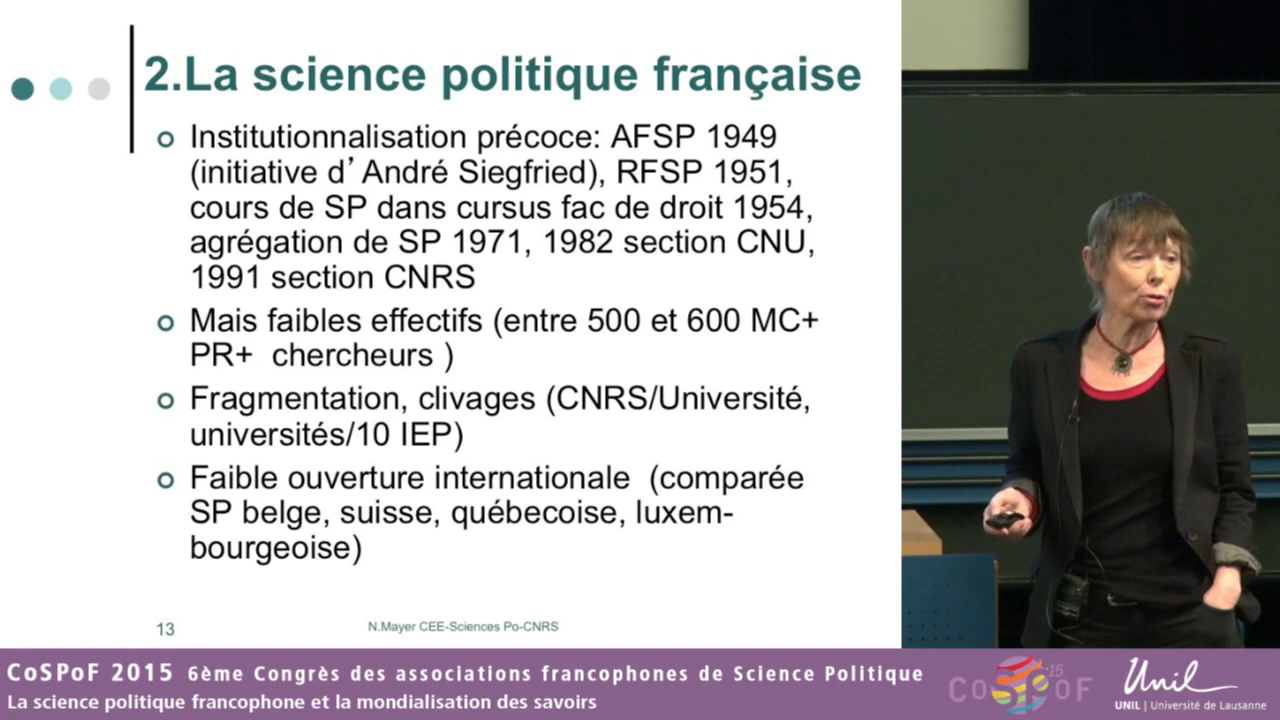 2.La science politique française
Institutionnalisation précoce: AFSP 1949
(initiative d’ André Siegfried), RFSP 1951,
cours de SP dans cursus fac de droit 1954,
agrégation de SP 1971, 1982 section CNU,
1991 section CNRS
Mais faibles effectifs (entre 500 et 600 MC+
PR+ chercheurs )
Fragmentation, clivages (CNRS/Université,
universités/10 IEP)
Faible ouverture internationale (comparée
SP belge, suisse, québecoise, luxem-
bourgeoise)
13
N.Mayer CEE-Sciences Po-CNRS
CoSPoF 2015 6ème Congrès des associations francophones de Science Politique
La science politique francophone et la mondialisation des savoirs
CoSPoF '15
Unil
UNIL | Université de Lausanne